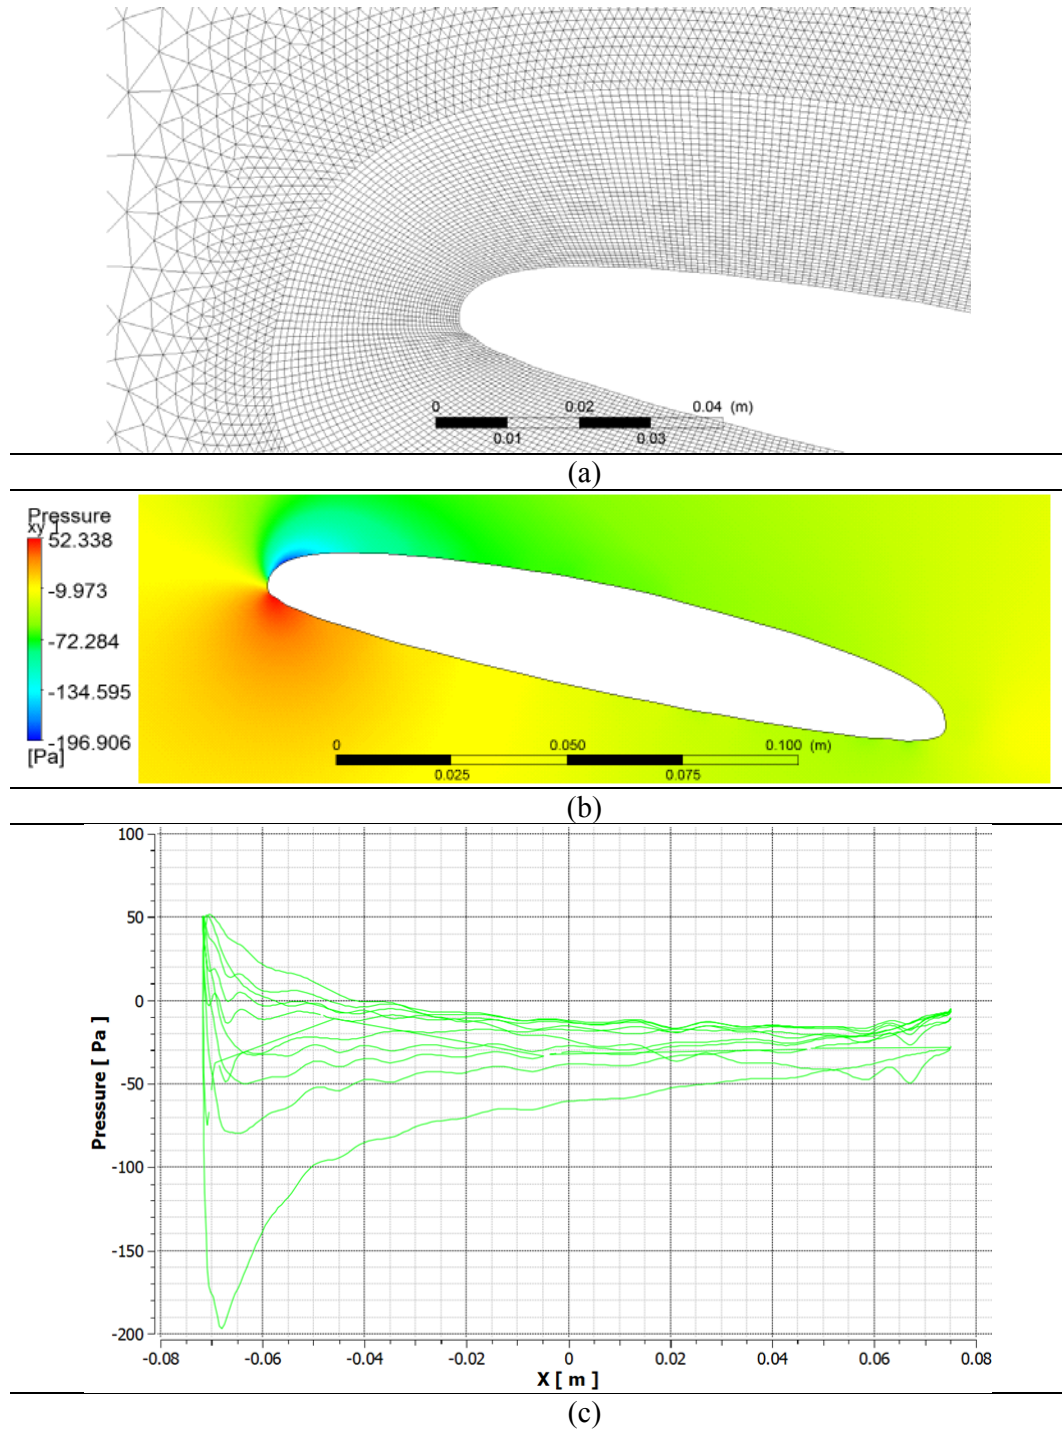 0 0.02 0.04 (m)
0.01 0.03
(a)
Pressure
xy 1
52.338
-9.973
-72.284
-134.595
-196.906
[Pa]
0 0.050 0.100 (m)
0.025 0.075
(b)
100
50
0
-50
-100
-150
-200
Pressure [ Pa ]
-0.08 -0.06 -0.04 -0.02 0 0.02 0.04 0.06 0.08
X [ m ]
(c)